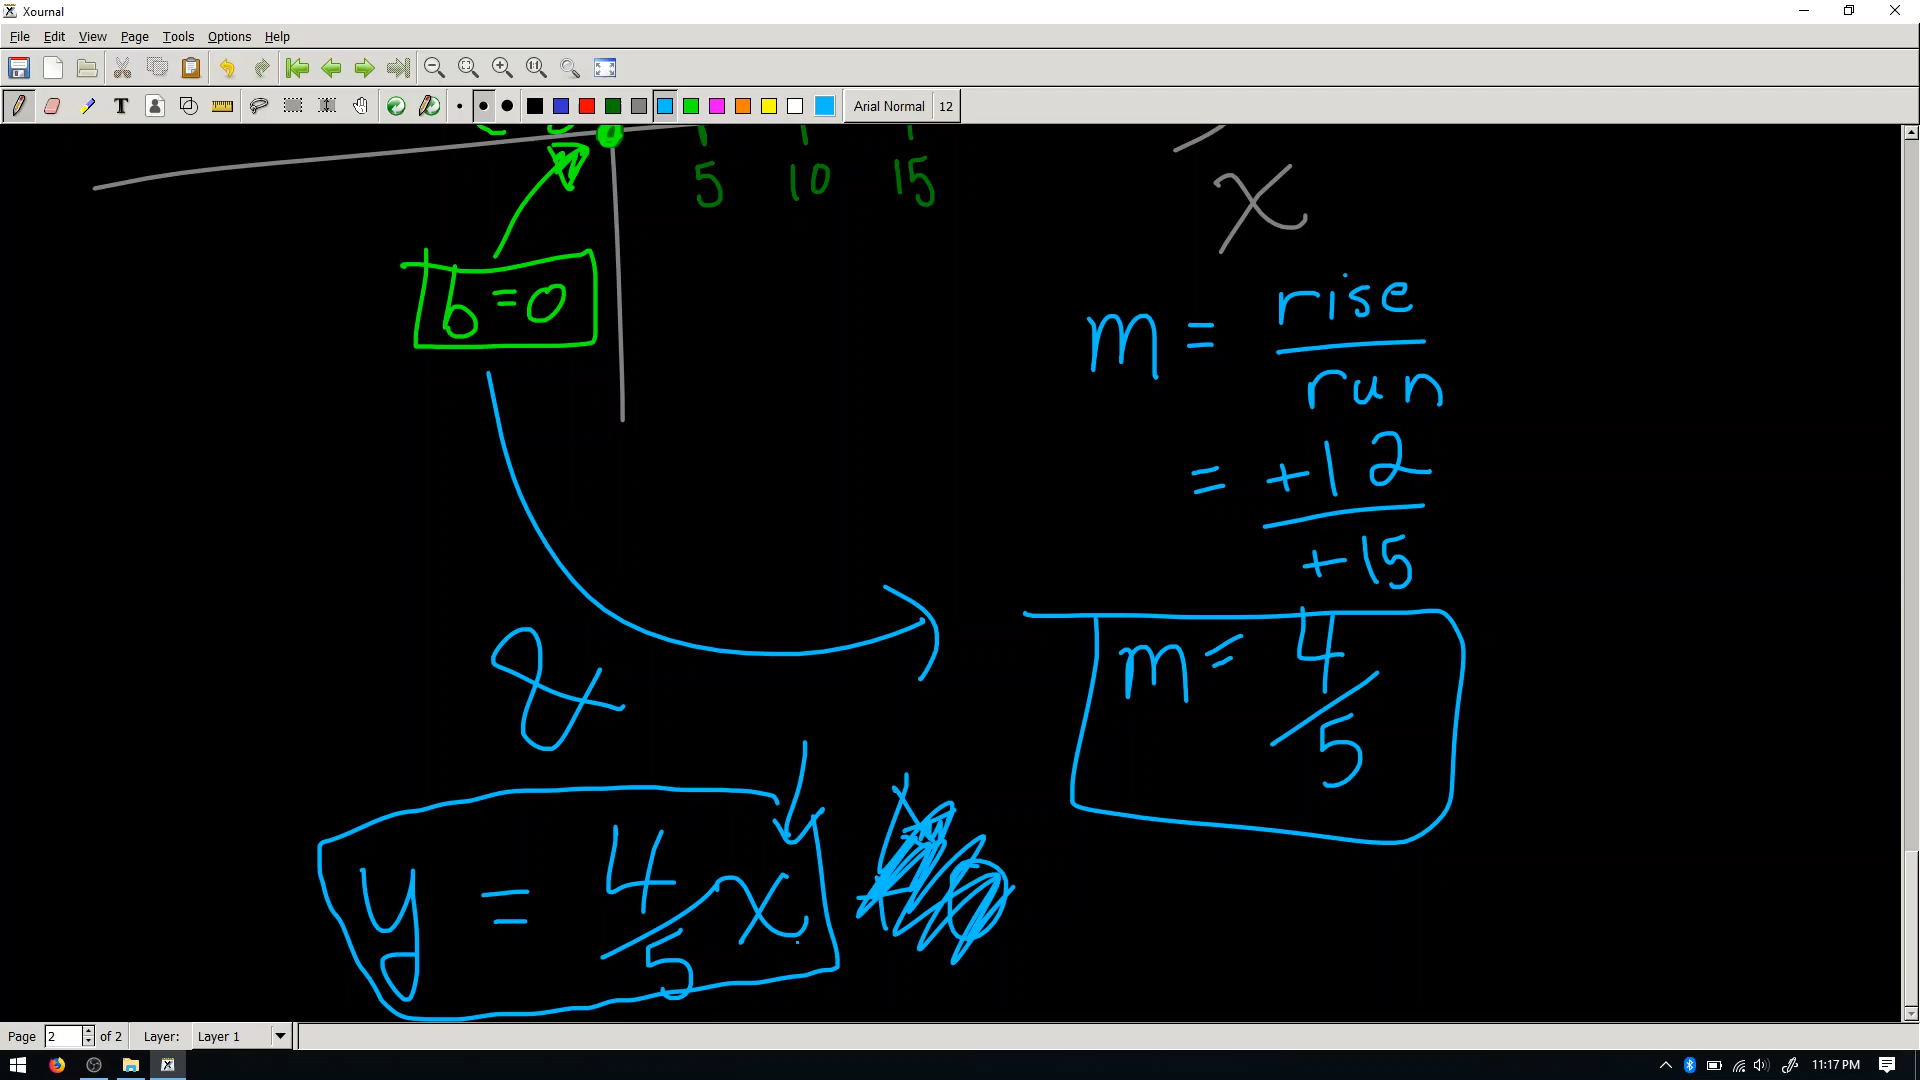 Xournal
File Edit View Page Tools Options Help
Arial Normal 12
5 10 15
x
b = 0
m = rise
run
= +12
+15
m = 4
5
&
y = 4/5 x
Page 2 of 2 Layer: Layer 1
11:17 PM